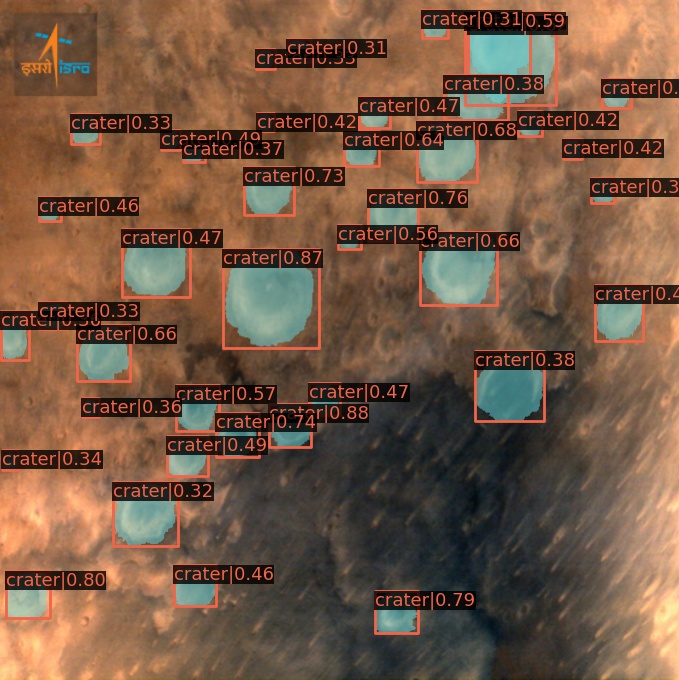 crater|0.31
crater|0.59
crater|0.31
इसरो isro
crater|0.38
crater|0.47
crater|0.33
crater|0.42
crater|0.42
crater|0.68
crater|0.49
crater|0.37
crater|0.64
crater|0.42
crater|0.73
crater|0.76
crater|0.46
crater|0.56
crater|0.47
crater|0.66
crater|0.87
crater|0.33
crater|0.66
crater|0.38
crater|0.57
crater|0.47
crater|0.36
crater|0.74
crater|0.88
crater|0.49
crater|0.34
crater|0.32
crater|0.46
crater|0.80
crater|0.79